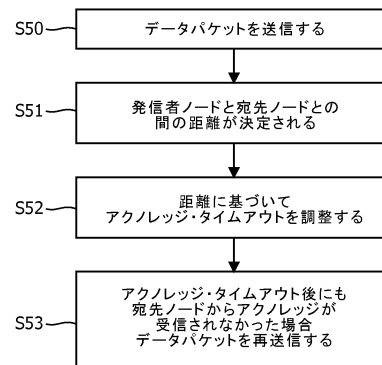 S50
データパケットを送信する
S51
発信者ノードと宛先ノードとの
間の距離が決定される
S52
距離に基づいて
アクノレッジ・タイムアウトを調整する
S53
アクノレッジ・タイムアウト後にも
宛先ノードからアクノレッジが
受信されなかった場合
データパケットを再送信する